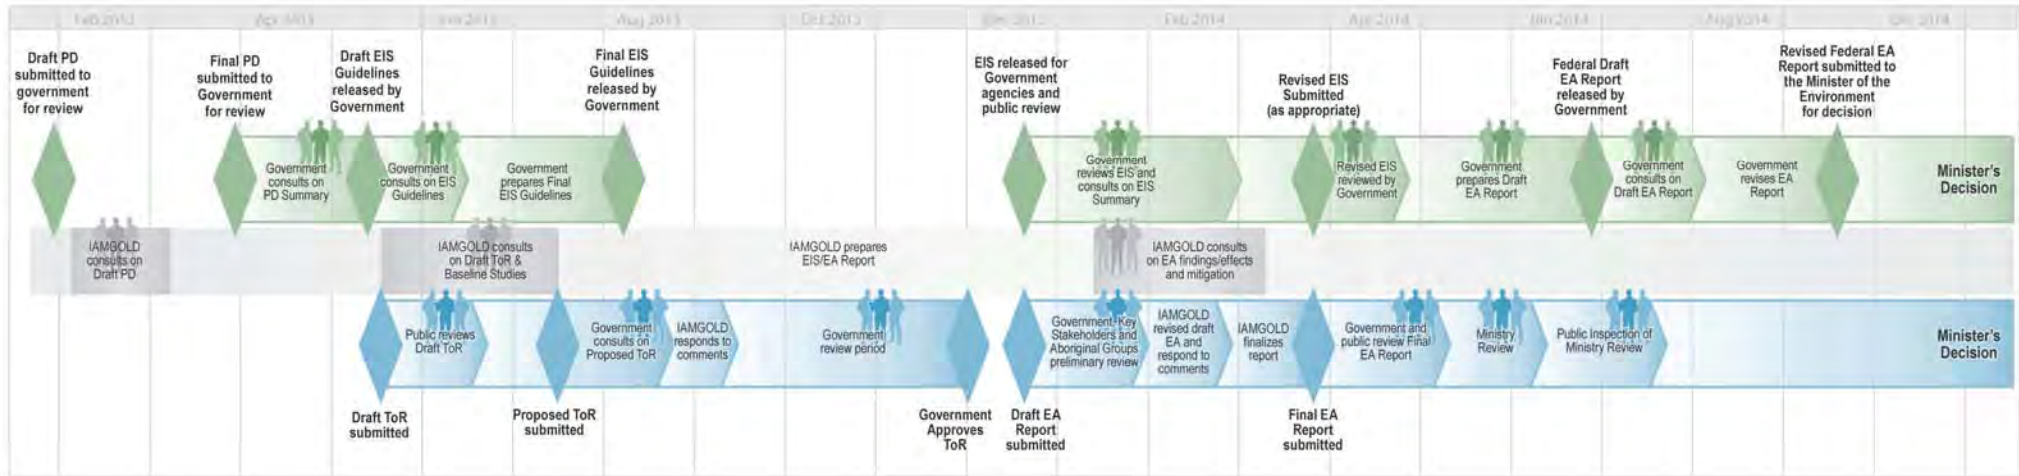 Feb 2013
Apr 2013
Jun 2013
Aug 2013
Oct 2013
Dec 2013
Feb 2014
Apr 2014
Jun 2014
Aug 2014
Draft PD
submitted to
government
for review
Final PD
submitted to
Government
for review
Draft EIS
Guidelines
released by
Government
Final EIS
Guidelines
released by
Government
EIS released for
Government
agencies and
public review
Revised EIS
Submitted
(as appropriate)
Federal Draft
EA Report
released by
Government
Revised Federal EA
Report submitted to
the Minister of the
Environment
for decision
Government
consults on
PD Summary
Government
consults on EIS
Guidelines
Government
prepares Final
EIS Guidelines
Government
reviews EIS and
consults on EIS
Summary
Revised EIS
reviewed by
Government
Government
prepares Draft
EA Report
Government
consults on
Draft EA Report
Government
revises EA
Report
Minister's
Decision
IAMGOLD
consults on
Draft PD
IAMGOLD consults
on Draft ToR &
Baseline Studies
IAMGOLD prepares
EIS/EA Report
IAMGOLD consults
on EA findings/effects
and mitigation
Public reviews
Draft ToR
Government
consults on
Proposed ToR
IAMGOLD
responds to
comments
Government
review period
Government, Key
Stakeholders and
Aboriginal Groups
preliminary review
IAMGOLD
revised draft
EA and
respond to
comments
IAMGOLD
finalizes
report
Government and
public review Final
EA Report
Ministry
Review
Public Inspection of
Ministry Review
Minister's
Decision
Draft ToR
submitted
Proposed ToR
submitted
Government
Approves
ToR
Draft EA
Report
submitted
Final EA
Report
submitted